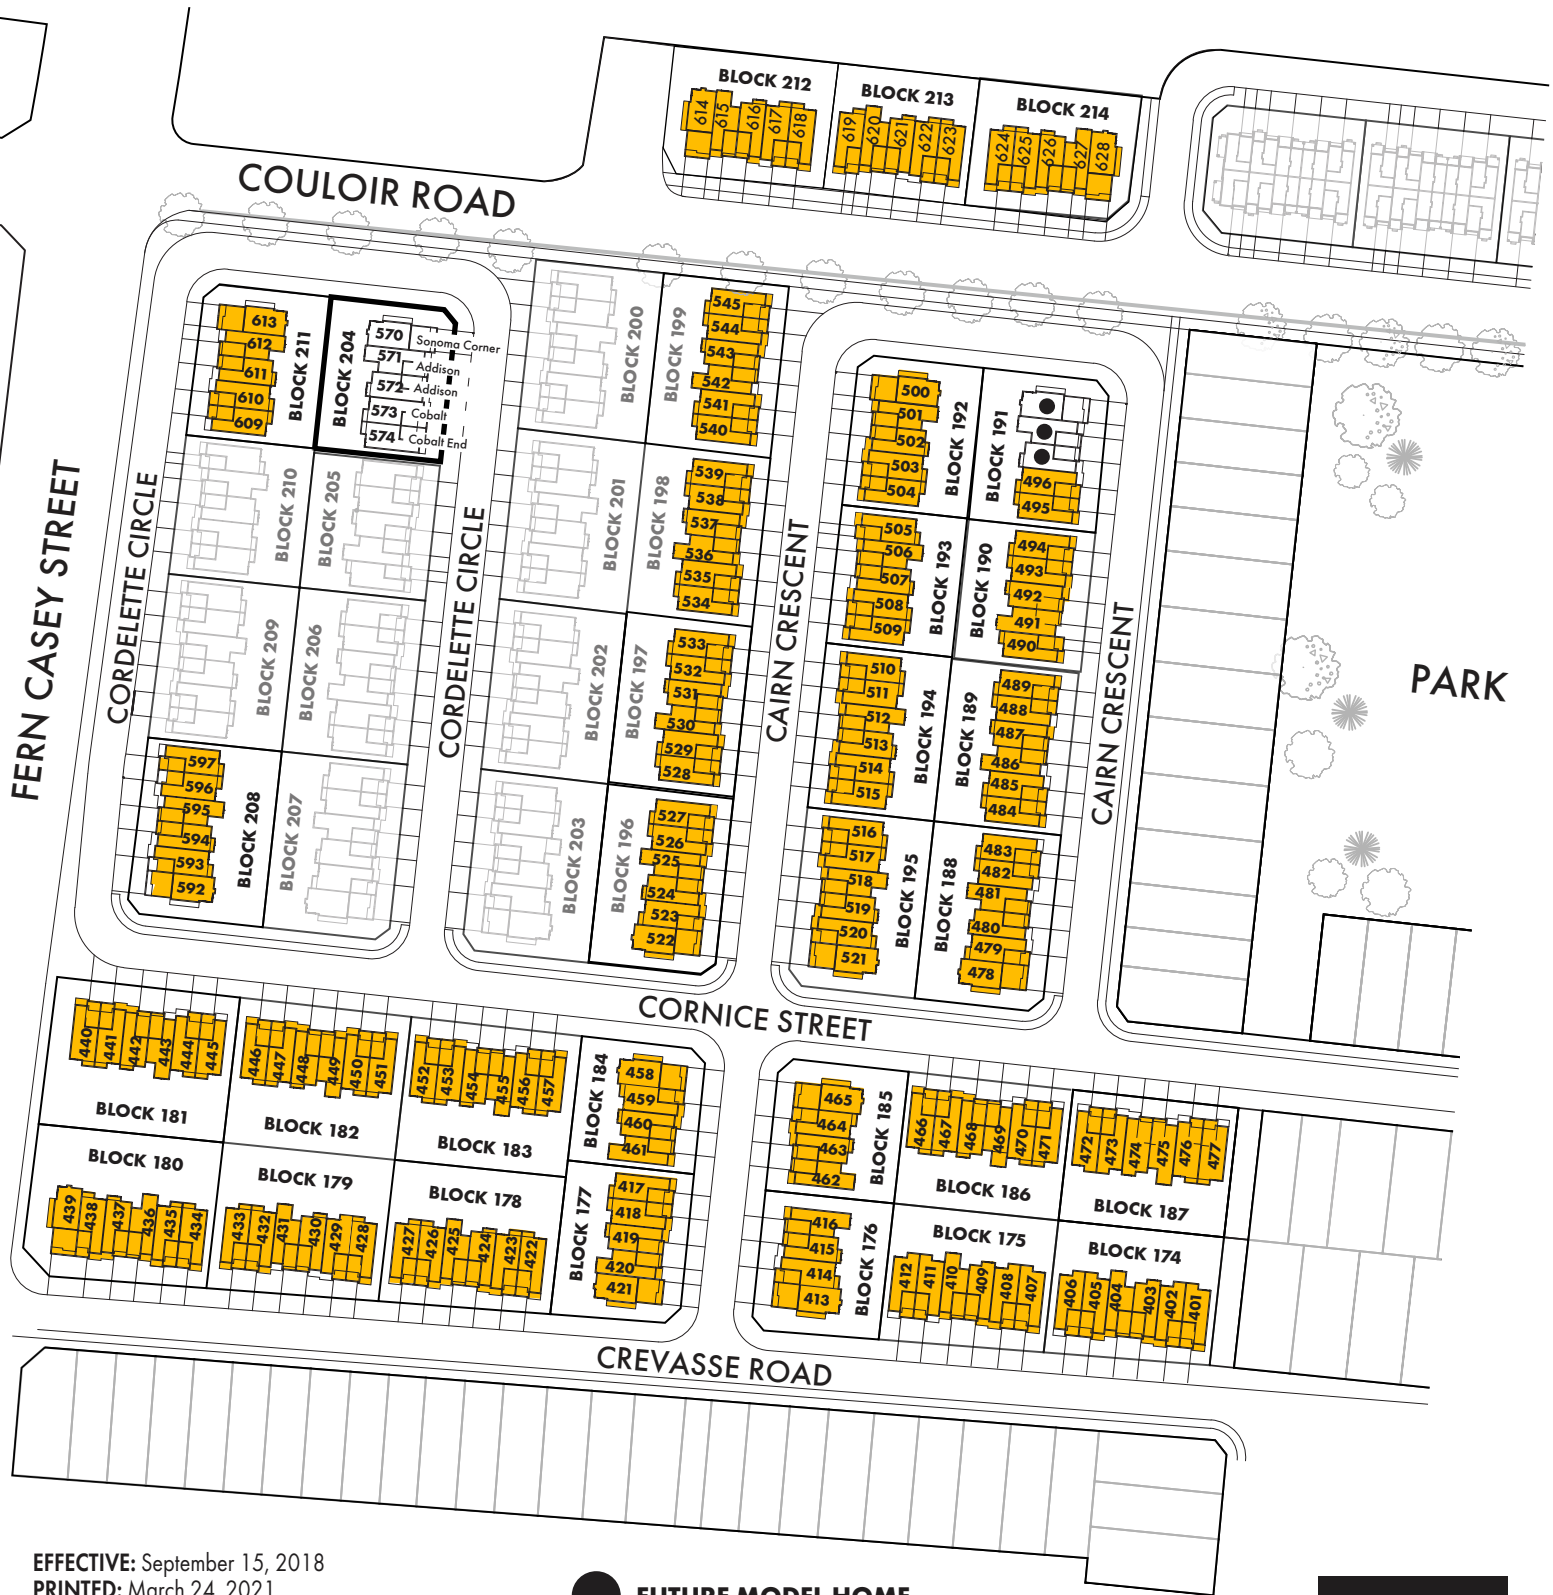 BLOCK 212
614 615 616 617 618
BLOCK 213
619 620 621 622 623
BLOCK 214
624 625 626 627 628
COULOIR ROAD
FERN CASEY STREET
CORDELETTE CIRCLE
CORDELETTE CIRCLE
CAIRN CRESCENT
CAIRN CRESCENT
PARK
BLOCK 211
613
612
611
610
609
BLOCK 204
570 Sonoma Corner
571 Addison
572 Addison
573 Cobalt
574 Cobalt End
BLOCK 210
BLOCK 205
BLOCK 209
BLOCK 206
BLOCK 208
597
596
595
594
593
592
BLOCK 207
BLOCK 200
BLOCK 199
545
544
543
542
541
540
BLOCK 201
BLOCK 198
539
538
537
536
535
534
BLOCK 202
BLOCK 197
533
532
531
530
529
528
BLOCK 203
BLOCK 196
527
526
525
524
523
522
BLOCK 192
500
501
502
503
504
BLOCK 191
496
495
BLOCK 193
505
506
507
508
509
BLOCK 190
494
493
492
491
490
BLOCK 194
510
511
512
513
514
515
BLOCK 189
489
488
487
486
485
484
BLOCK 195
516
517
518
519
520
521
BLOCK 188
483
482
481
480
479
478
CORNICE STREET
440 441 442 443 444 445
BLOCK 181
446 447 448 449 450 451
BLOCK 182
452 453 454 455 456 457
BLOCK 183
BLOCK 184
458
459
460
461
BLOCK 185
465
464
463
462
466 467 468 469 470 471
BLOCK 186
472 473 474 475 476 477
BLOCK 187
BLOCK 180
439 438 437 436 435 434
BLOCK 179
433 432 431 430 429 428
BLOCK 178
427 426 425 424 423 422
BLOCK 177
417
418
419
420
421
BLOCK 176
416
415
414
413
BLOCK 175
412 411 410 409 408 407
BLOCK 174
406 405 404 403 402 401
CREVASSE ROAD
EFFECTIVE: September 15, 2018
PRINTED: March 24, 2021
FUTURE MODEL HOME